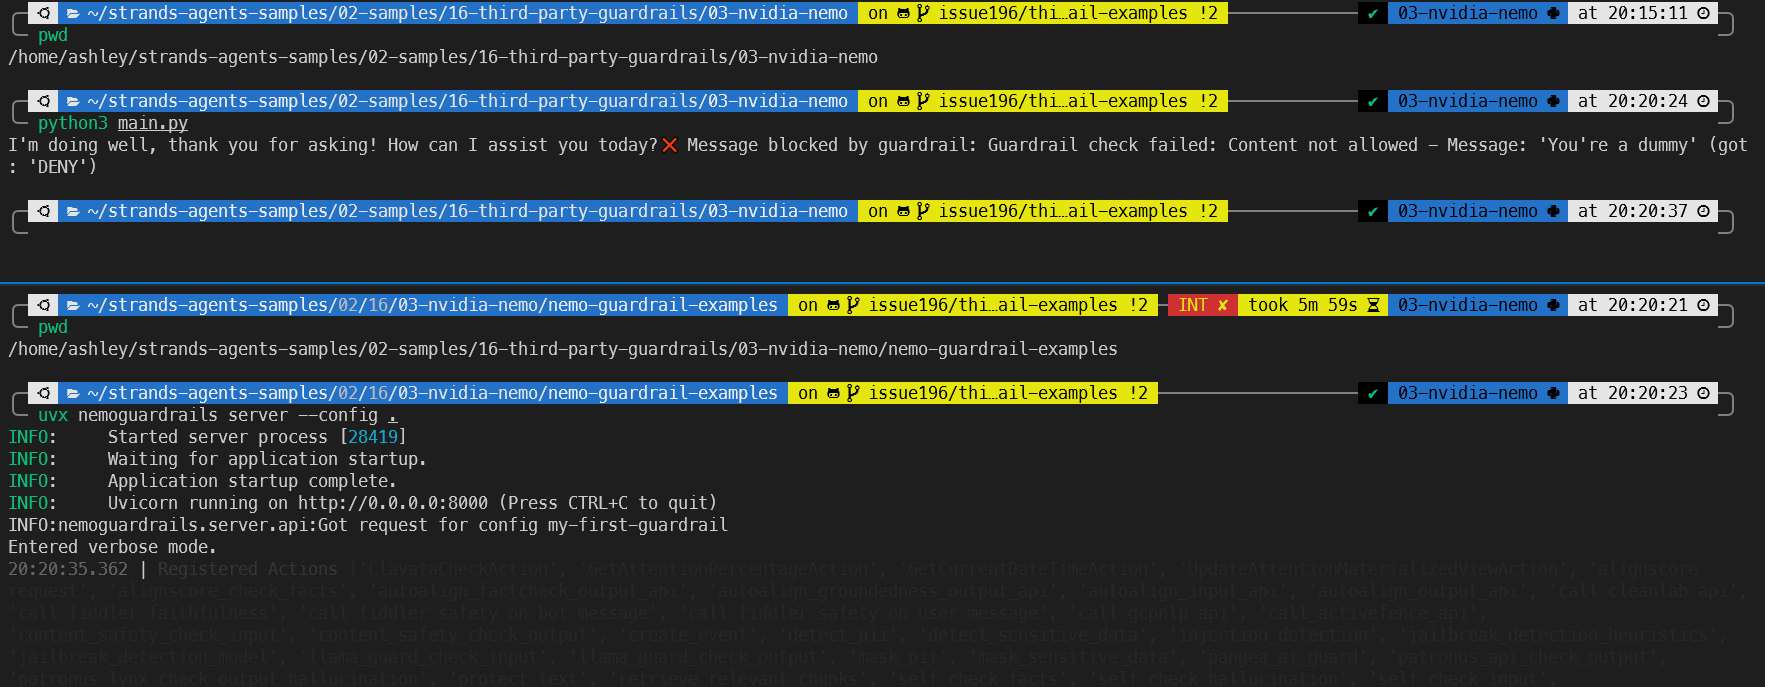 ~/strands-agents-samples/02-samples/16-third-party-guardrails/03-nvidia-nemo on issue196/thi…ail-examples !2 ✔ 03-nvidia-nemo at 20:15:11
pwd
/home/ashley/strands-agents-samples/02-samples/16-third-party-guardrails/03-nvidia-nemo
~/strands-agents-samples/02-samples/16-third-party-guardrails/03-nvidia-nemo on issue196/thi…ail-examples !2 ✔ 03-nvidia-nemo at 20:20:24
python3 main.py
I'm doing well, thank you for asking! How can I assist you today?❌ Message blocked by guardrail: Guardrail check failed: Content not allowed - Message: 'You're a dummy' (got
: 'DENY')
~/strands-agents-samples/02-samples/16-third-party-guardrails/03-nvidia-nemo on issue196/thi…ail-examples !2 ✔ 03-nvidia-nemo at 20:20:37
~/strands-agents-samples/02/16/03-nvidia-nemo/nemo-guardrail-examples on issue196/thi…ail-examples !2 INT ✘ took 5m 59s 03-nvidia-nemo at 20:20:21
pwd
/home/ashley/strands-agents-samples/02-samples/16-third-party-guardrails/03-nvidia-nemo/nemo-guardrail-examples
~/strands-agents-samples/02/16/03-nvidia-nemo/nemo-guardrail-examples on issue196/thi…ail-examples !2 ✔ 03-nvidia-nemo at 20:20:23
uvx nemoguardrails server --config .
INFO:     Started server process [28419]
INFO:     Waiting for application startup.
INFO:     Application startup complete.
INFO:     Uvicorn running on http://0.0.0.0:8000 (Press CTRL+C to quit)
INFO:nemoguardrails.server.api:Got request for config my-first-guardrail
Entered verbose mode.
20:20:35.362 | Registered Actions ['ClavataCheckAction', 'GetAttentionPercentageAction', 'GetCurrentDateTimeAction', 'UpdateAttentionMaterializedViewAction', 'alignscore
request', 'alignscore_check_facts', 'autoalign_factcheck_output_api', 'autoalign_groundedness_output_api', 'autoalign_input_api', 'autoalign_output_api', 'call cleanlab api',
'call fiddler faithfulness', 'call fiddler safety on bot message', 'call fiddler safety on user message', 'call gcpnlp api', 'call_activefence_api',
'content_safety_check_input', 'content_safety_check_output', 'create_event', 'detect_pii', 'detect_sensitive_data', 'injection_detection', 'jailbreak_detection_heuristics',
'jailbreak_detection_model', 'llama_guard_check_input', 'llama_guard_check_output', 'mask_pii', 'mask_sensitive_data', 'pangea_ai_guard', 'patronus_api_check_output',
'patronus_lynx_check_output_hallucination', 'protect_text', 'retrieve_relevant_chunks', 'self_check_facts', 'self_check_hallucination', 'self_check_input',